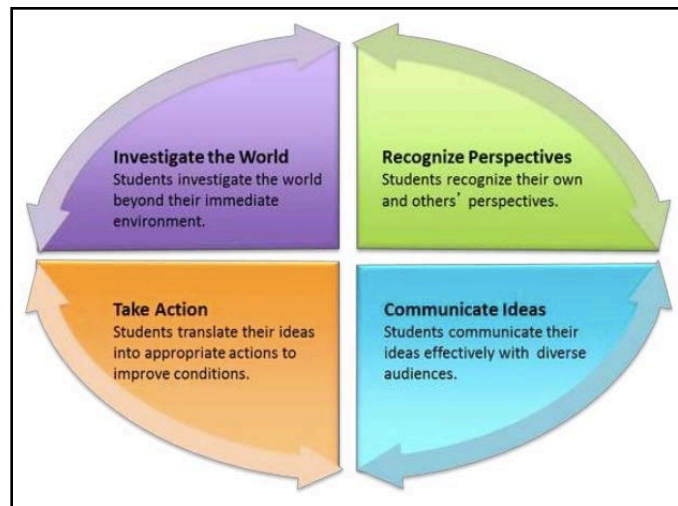 Investigate the World
Students investigate the world
beyond their immediate
environment.
Recognize Perspectives
Students recognize their own
and others' perspectives.
Take Action
Students translate their ideas
into appropriate actions to
improve conditions.
Communicate Ideas
Students communicate their
ideas effectively with diverse
audiences.